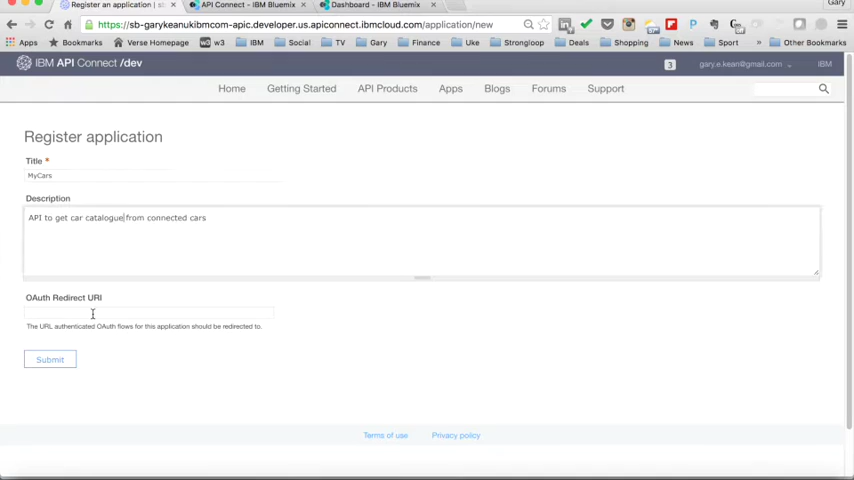 Gary
Register an application | sb
API Connect - IBM Bluemix
Dashboard - IBM Bluemix
https://sb-garykeanukibmcom-apic.developer.us.apiconnect.ibmcloud.com/application/new
Apps Bookmarks Verse Homepage w3 w3 IBM Social TV Gary Finance Uke Strongloop Deals Shopping News Sport » Other Bookmarks
IBM API Connect /dev 3 gary.e.kean@gmail.com IBM
Home Getting Started API Products Apps Blogs Forums Support
Register application
Title *
MyCars
Description
API to get car catalogue from connected cars
OAuth Redirect URI
The URL authenticated OAuth flows for this application should be redirected to.
Submit
Terms of use Privacy policy